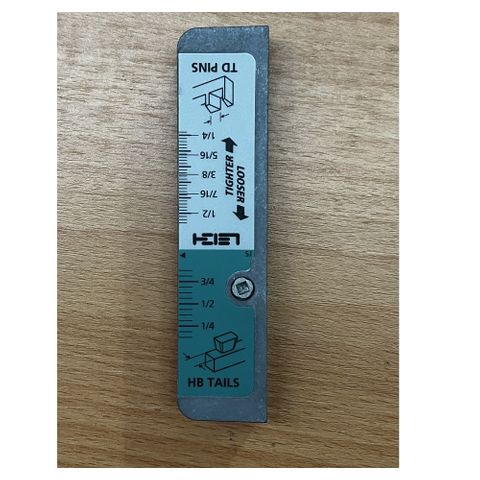 TD PINS
1/4
5/16
3/8
7/16
1/2
TIGHTER
LOOSER
LEIGH
IS
3/4
1/2
1/4
HB TAILS